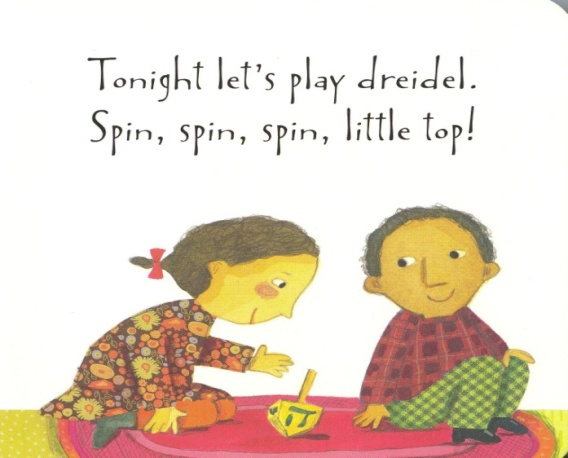 Tonight let's play dreidel.
Spin, spin, spin, little top!
ה